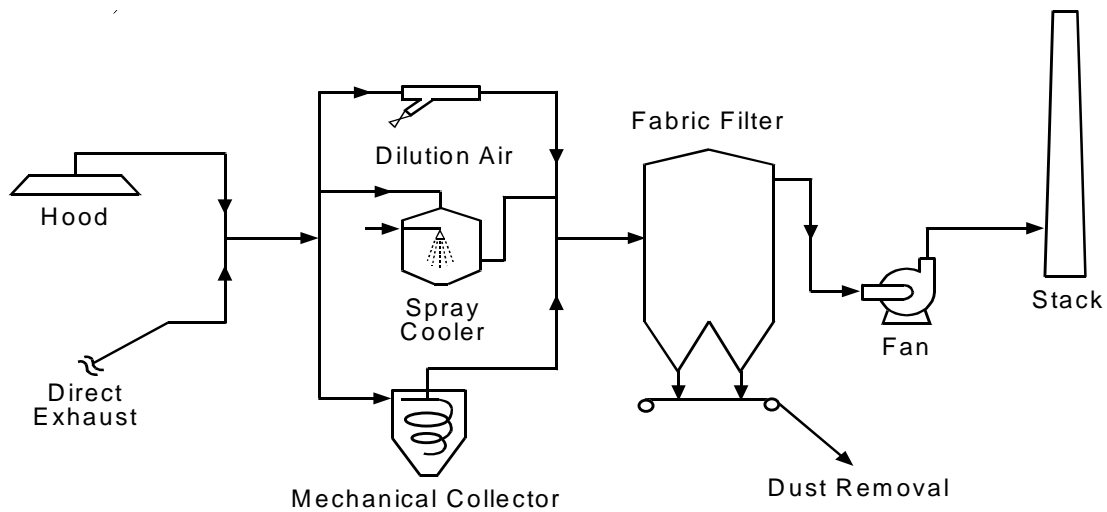 Fabric Filter
Dilution Air
Hood
Spray
Cooler
Stack
Fan
Direct
Exhaust
Dust Removal
Mechanical Collector